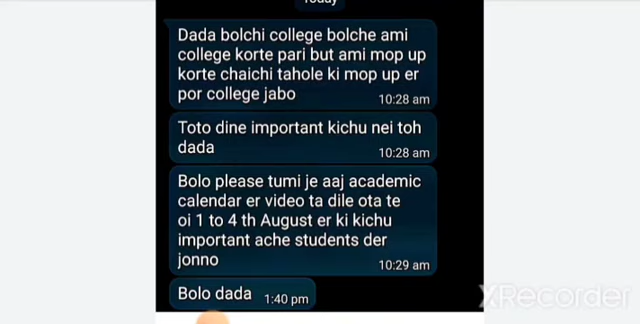 Today
Dada bolchi college bolche ami
college korte pari but ami mop up
korte chaichi tahole ki mop up er
por college jabo
10:28 am
Toto dine important kichu nei toh
dada
10:28 am
Bolo please tumi je aaj academic
calendar er video ta dile ota te
oi 1 to 4 th August er ki kichu
important ache students der
jonno
10:29 am
Bolo dada 1:40 pm
XRecorder